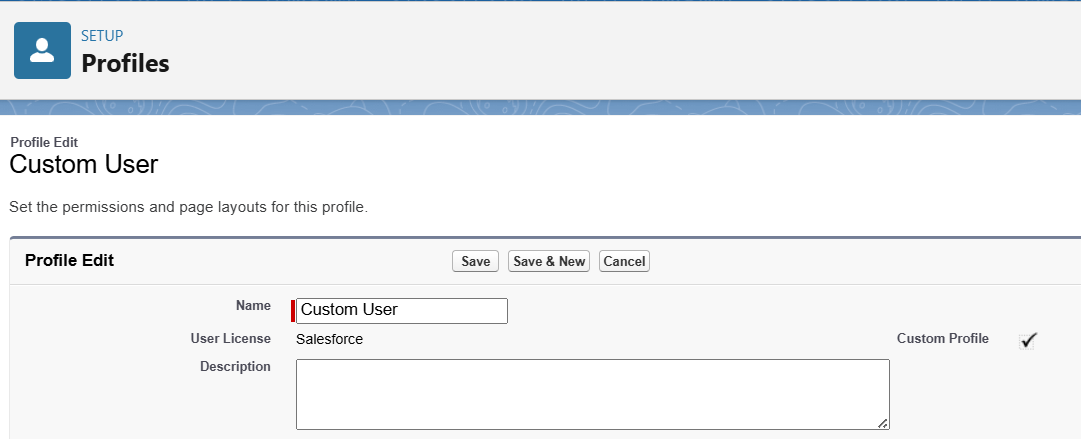 SETUP
Profiles
Profile Edit
Custom User
Set the permissions and page layouts for this profile.
Profile Edit Save Save & New Cancel
Name Custom User
User License Salesforce Custom Profile
Description